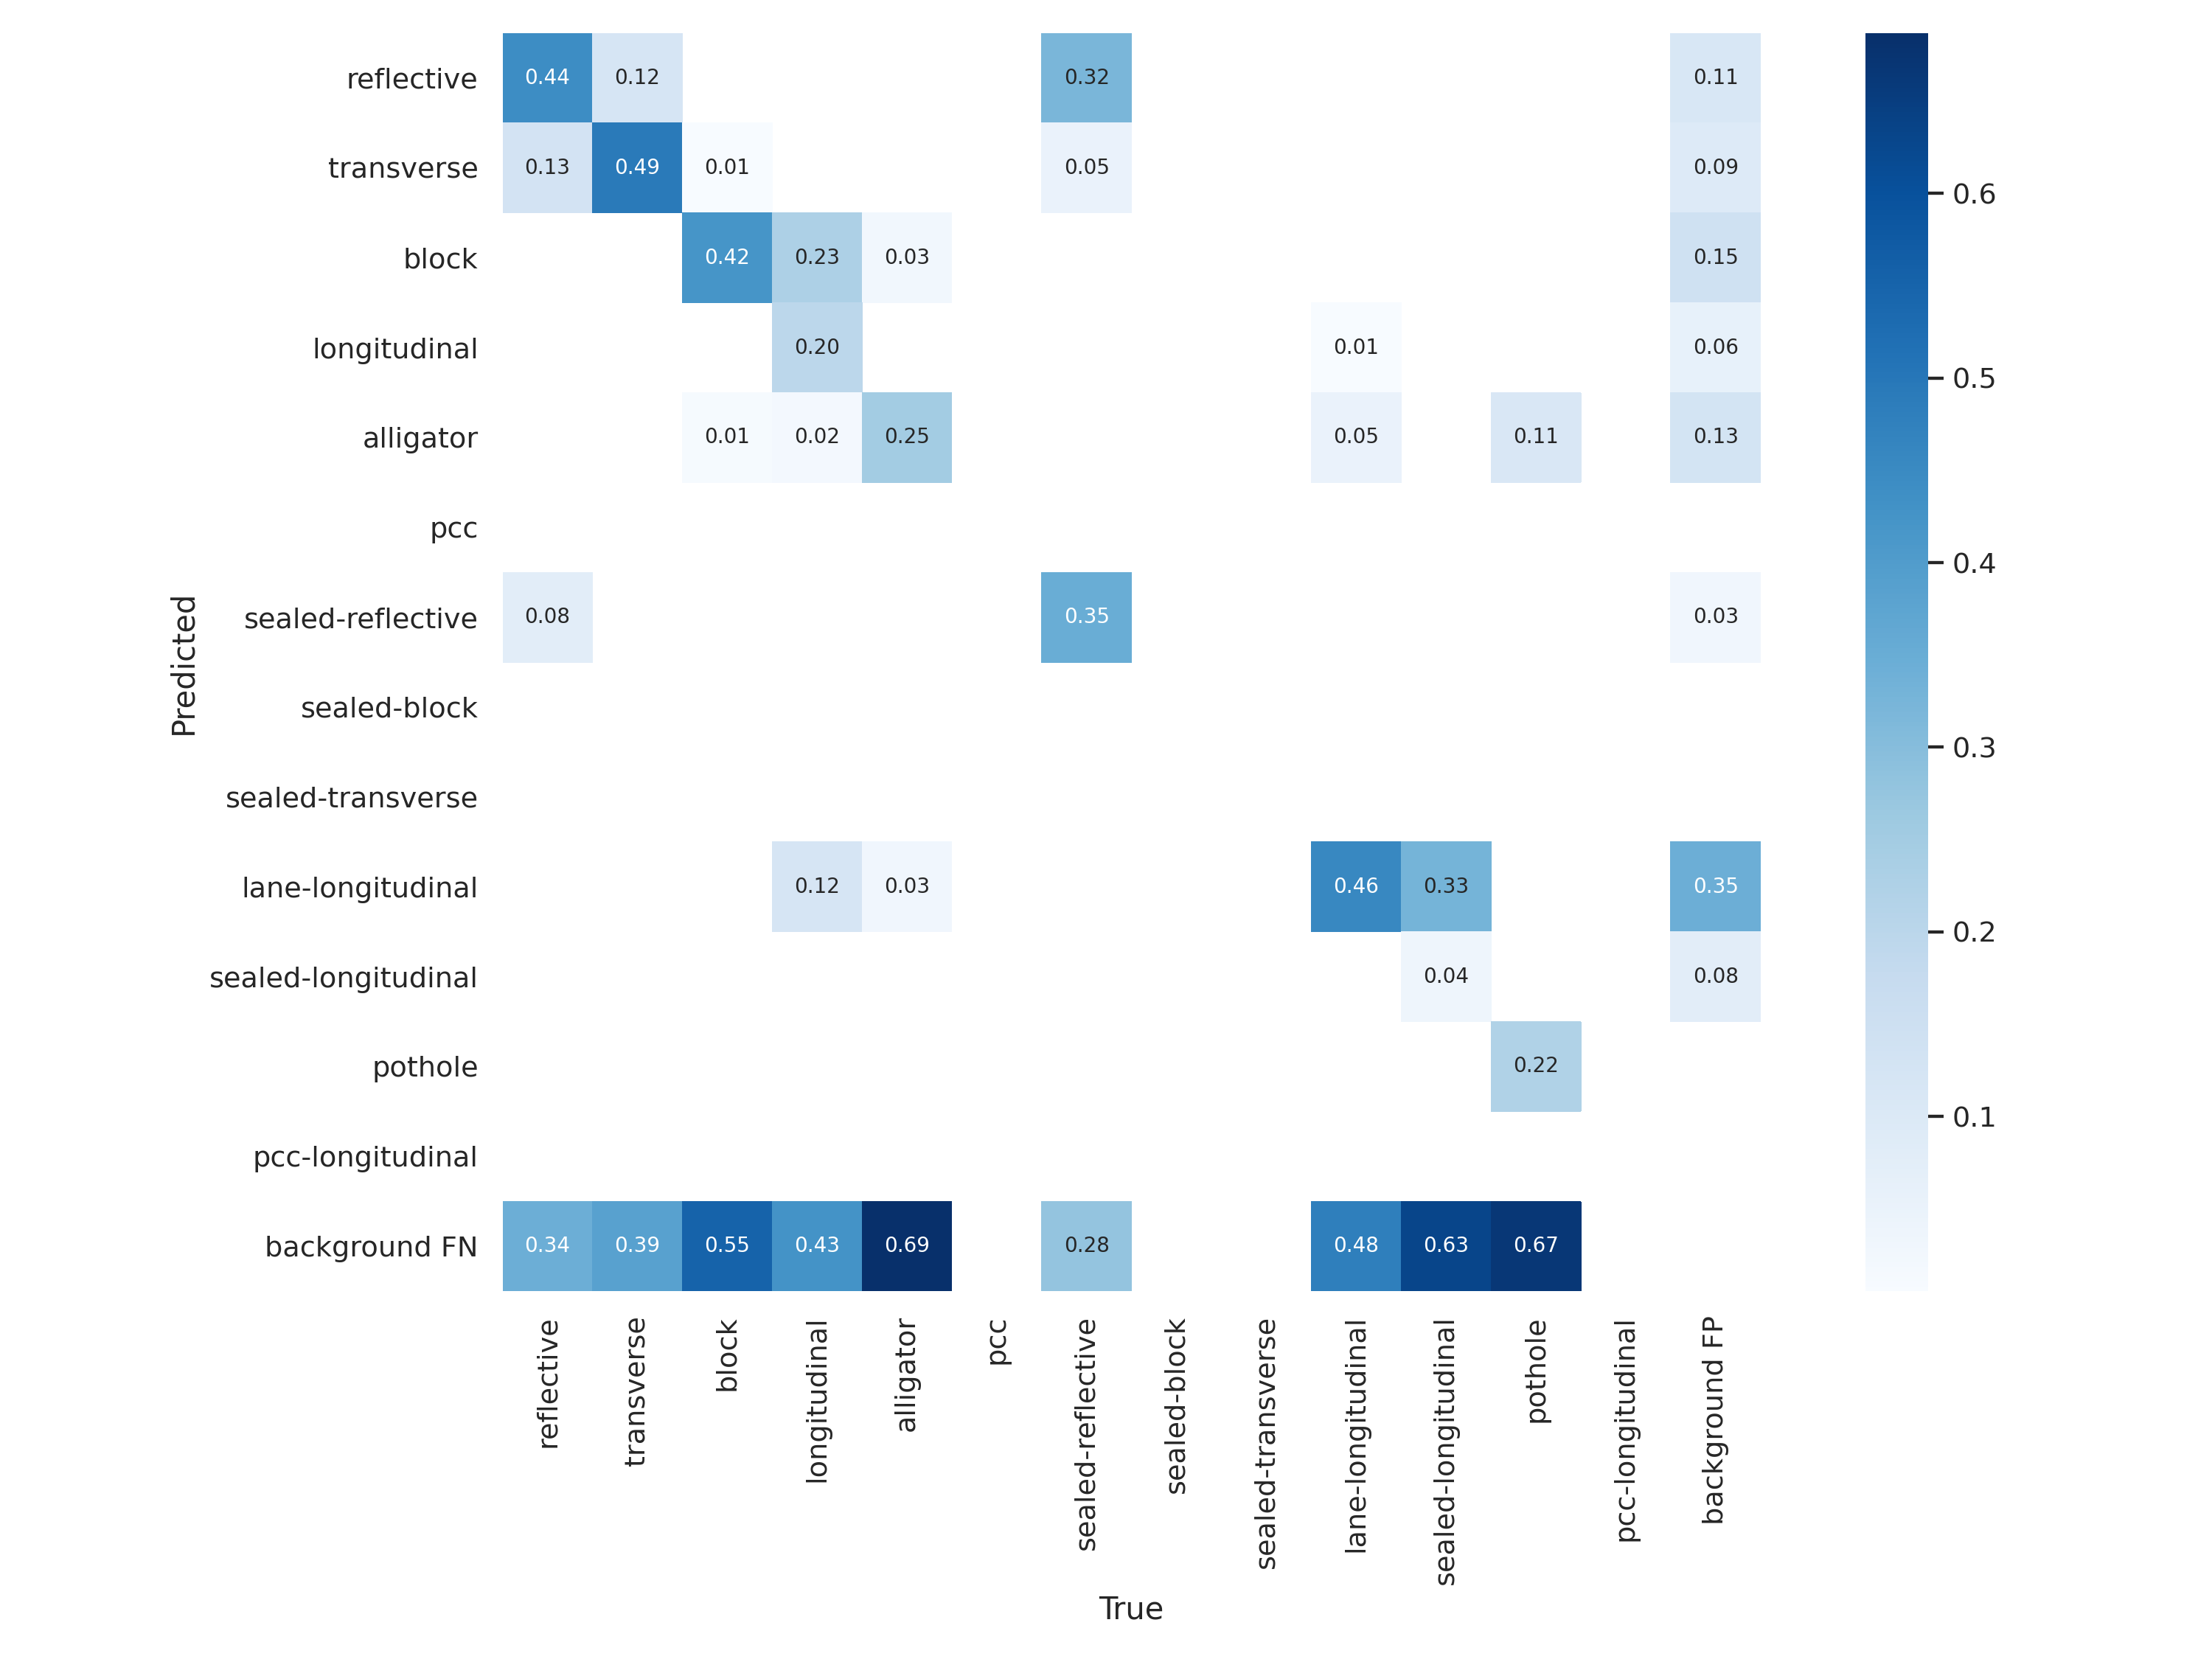 reflective 0.44 0.12 0.32 0.11
transverse 0.13 0.49 0.01 0.05 0.09
0.6
block 0.42 0.23 0.03 0.15
longitudinal 0.20 0.01 0.06
0.5
alligator 0.01 0.02 0.25 0.05 0.11 0.13
pcc
0.4
sealed-reflective 0.08 0.35 0.03
Predicted
sealed-block
0.3
sealed-transverse
lane-longitudinal 0.12 0.03 0.46 0.33 0.35
0.2
sealed-longitudinal 0.04 0.08
pothole 0.22
0.1
pcc-longitudinal
background FN 0.34 0.39 0.55 0.43 0.69 0.28 0.48 0.63 0.67
reflective
transverse
block
longitudinal
alligator
pcc
sealed-reflective
sealed-block
sealed-transverse
lane-longitudinal
sealed-longitudinal
pothole
pcc-longitudinal
background FP
True